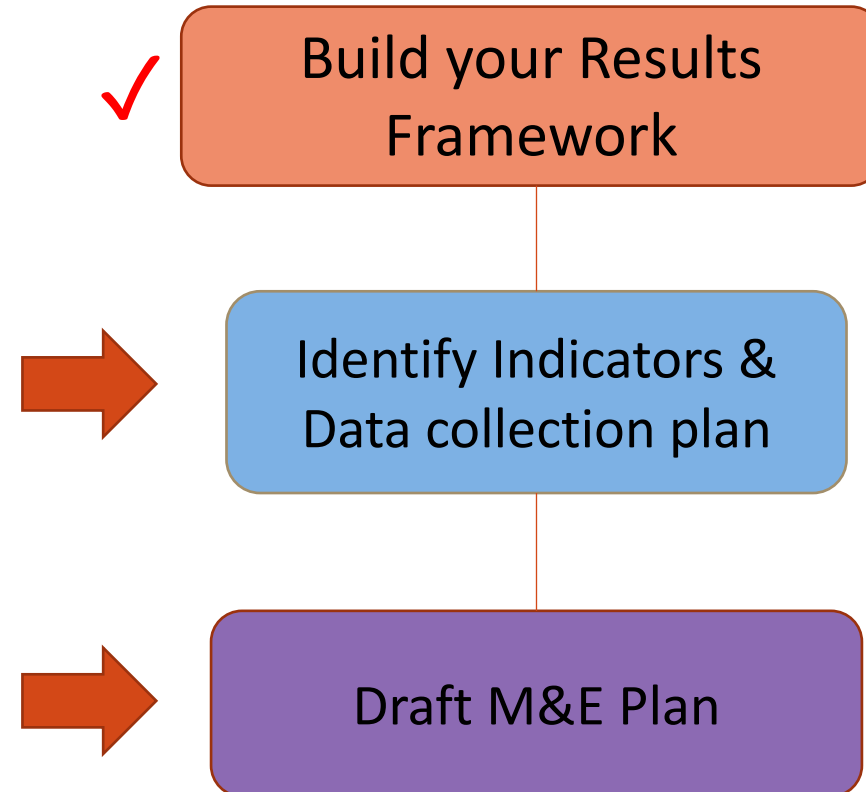 Build your Results
Framework
Identify Indicators &
Data collection plan
Draft M&E Plan